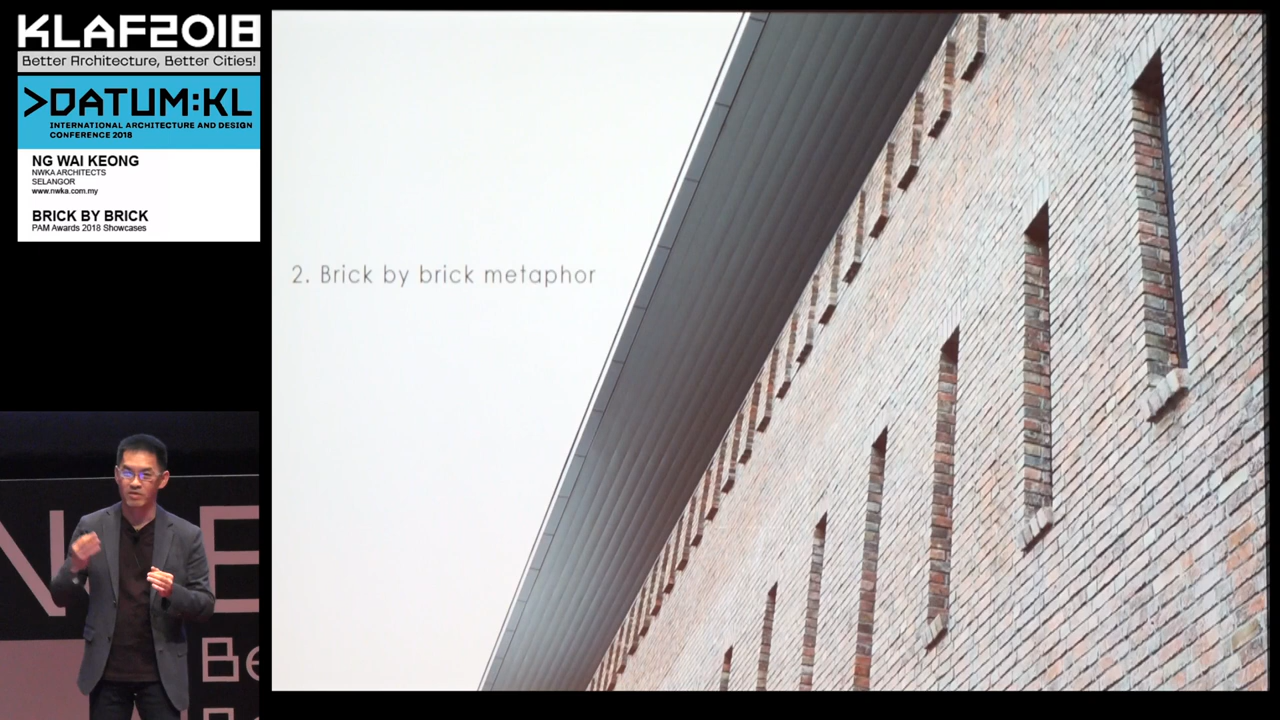 KLAF2018
Better Architecture, Better Cities!
>DATUM:KL
INTERNATIONAL ARCHITECTURE AND DESIGN
CONFERENCE 2018
NG WAI KEONG
NWKA ARCHITECTS
SELANGOR
www.nwka.com.my
BRICK BY BRICK
PAM Awards 2018 Showcases
2. Brick by brick metaphor
Be